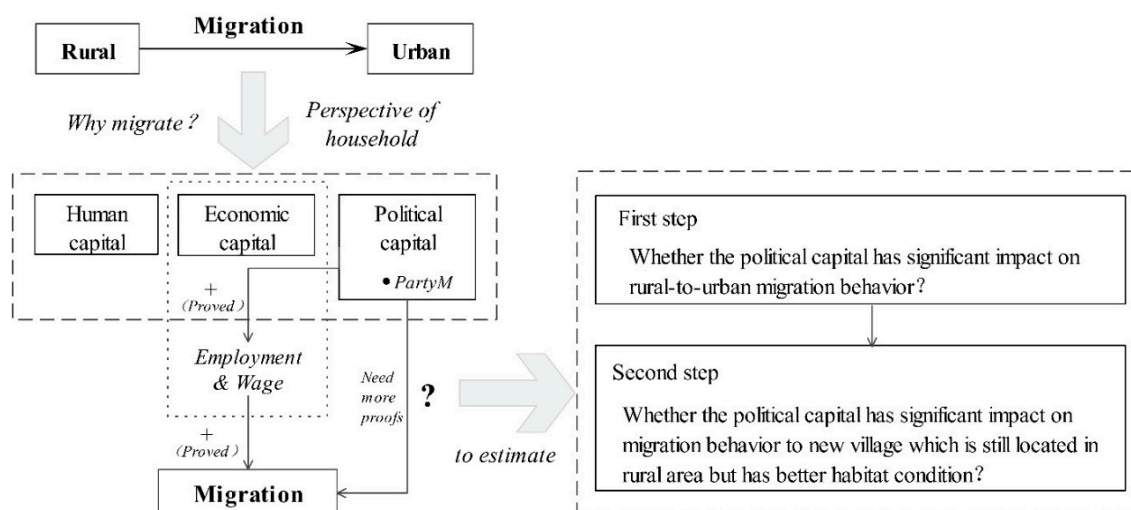 Migration
Rural
Urban
Why migrate?
Perspective of
household
Human
capital
Economic
capital
Political
capital
• PartyM
+
(Proved)
Employment
& Wage
+
(Proved)
Need
more
proofs
?
Migration
to estimate
First step
Whether the political capital has significant impact on
rural-to-urban migration behavior?
Second step
Whether the political capital has significant impact on
migration behavior to new village which is still located in
rural area but has better habitat condition?